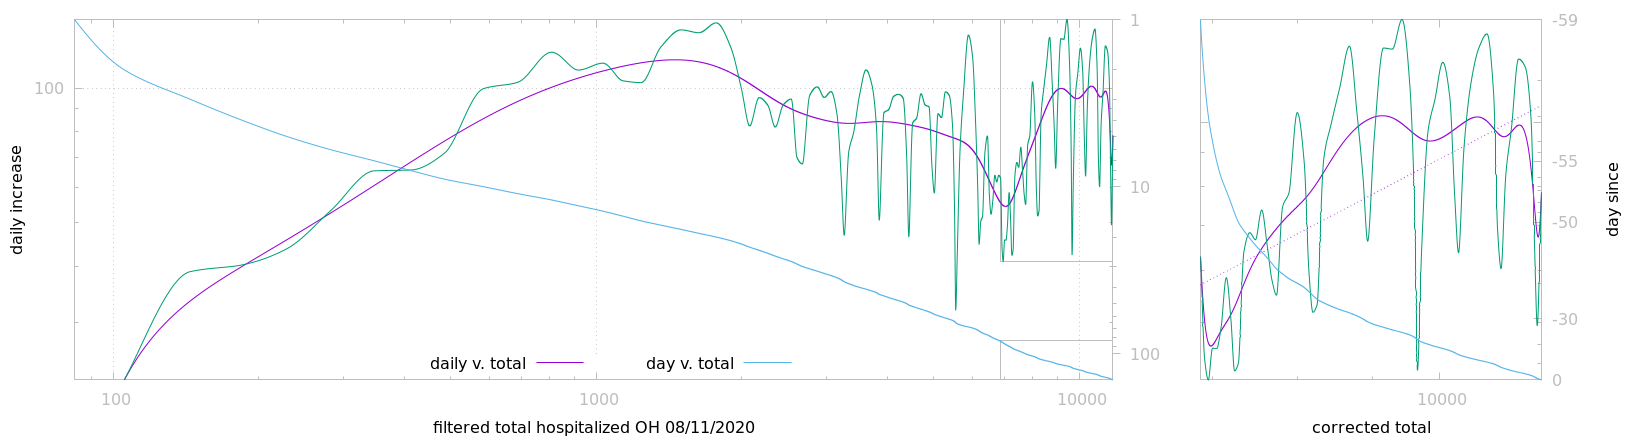 daily increase
100
daily v. total
day v. total
100
1000
10000
filtered total hospitalized OH 08/11/2020
1
10
100
-59
-55
-50
-30
0
day since
10000
corrected total